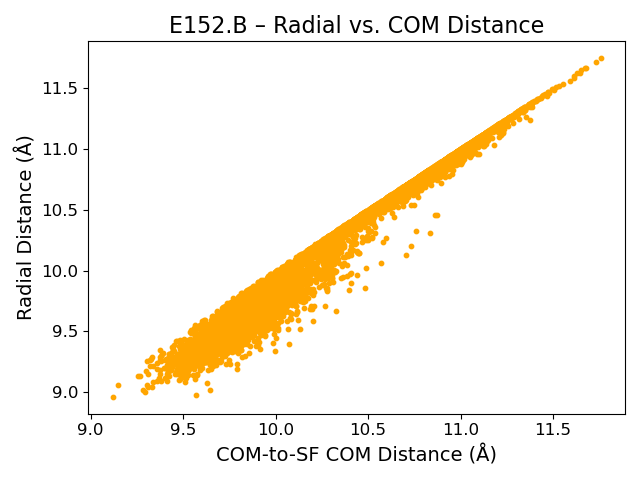 E152.B – Radial vs. COM Distance
Radial Distance (Å)
11.5
11.0
10.5
10.0
9.5
9.0
9.0 9.5 10.0 10.5 11.0 11.5
COM-to-SF COM Distance (Å)